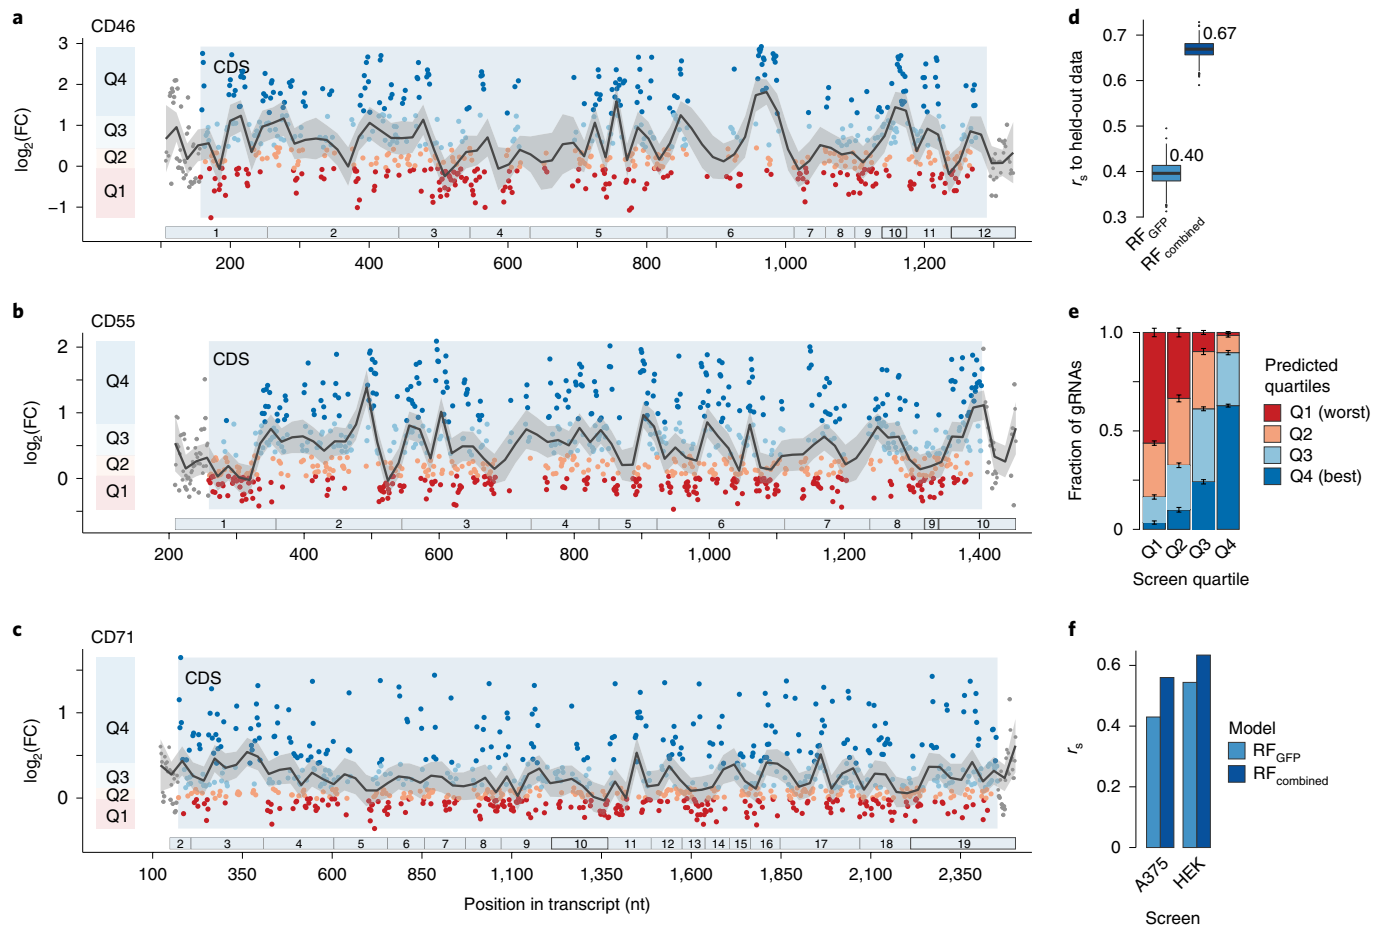 a
CD46
log2(FC)
3
2
1
0
−1
Q4
Q3
Q2
Q1
CDS
1 2 3 4 5 6 7 8 9 10 11 12
200 400 600 800 1,000 1,200
b
CD55
log2(FC)
2
1
0
Q4
Q3
Q2
Q1
CDS
1 2 3 4 5 6 7 8 9 10
200 400 600 800 1,000 1,200 1,400
c
CD71
log2(FC)
1
0
Q4
Q3
Q2
Q1
CDS
2 3 4 5 6 7 8 9 10 11 12 13 14 15 16 17 18 19
100 350 600 850 1,100 1,350 1,600 1,850 2,100 2,350
Position in transcript (nt)
d
rs to held-out data
0.7
0.6
0.5
0.4
0.3
0.67
0.40
RFGFP
RFcombined
e
Fraction of gRNAs
1.0
0.5
0
Q1 Q2 Q3 Q4
Screen quartile
Predicted
quartiles
Q1 (worst)
Q2
Q3
Q4 (best)
f
rs
0.6
0.4
0.2
0
A375 HEK
Screen
Model
RFGFP
RFcombined